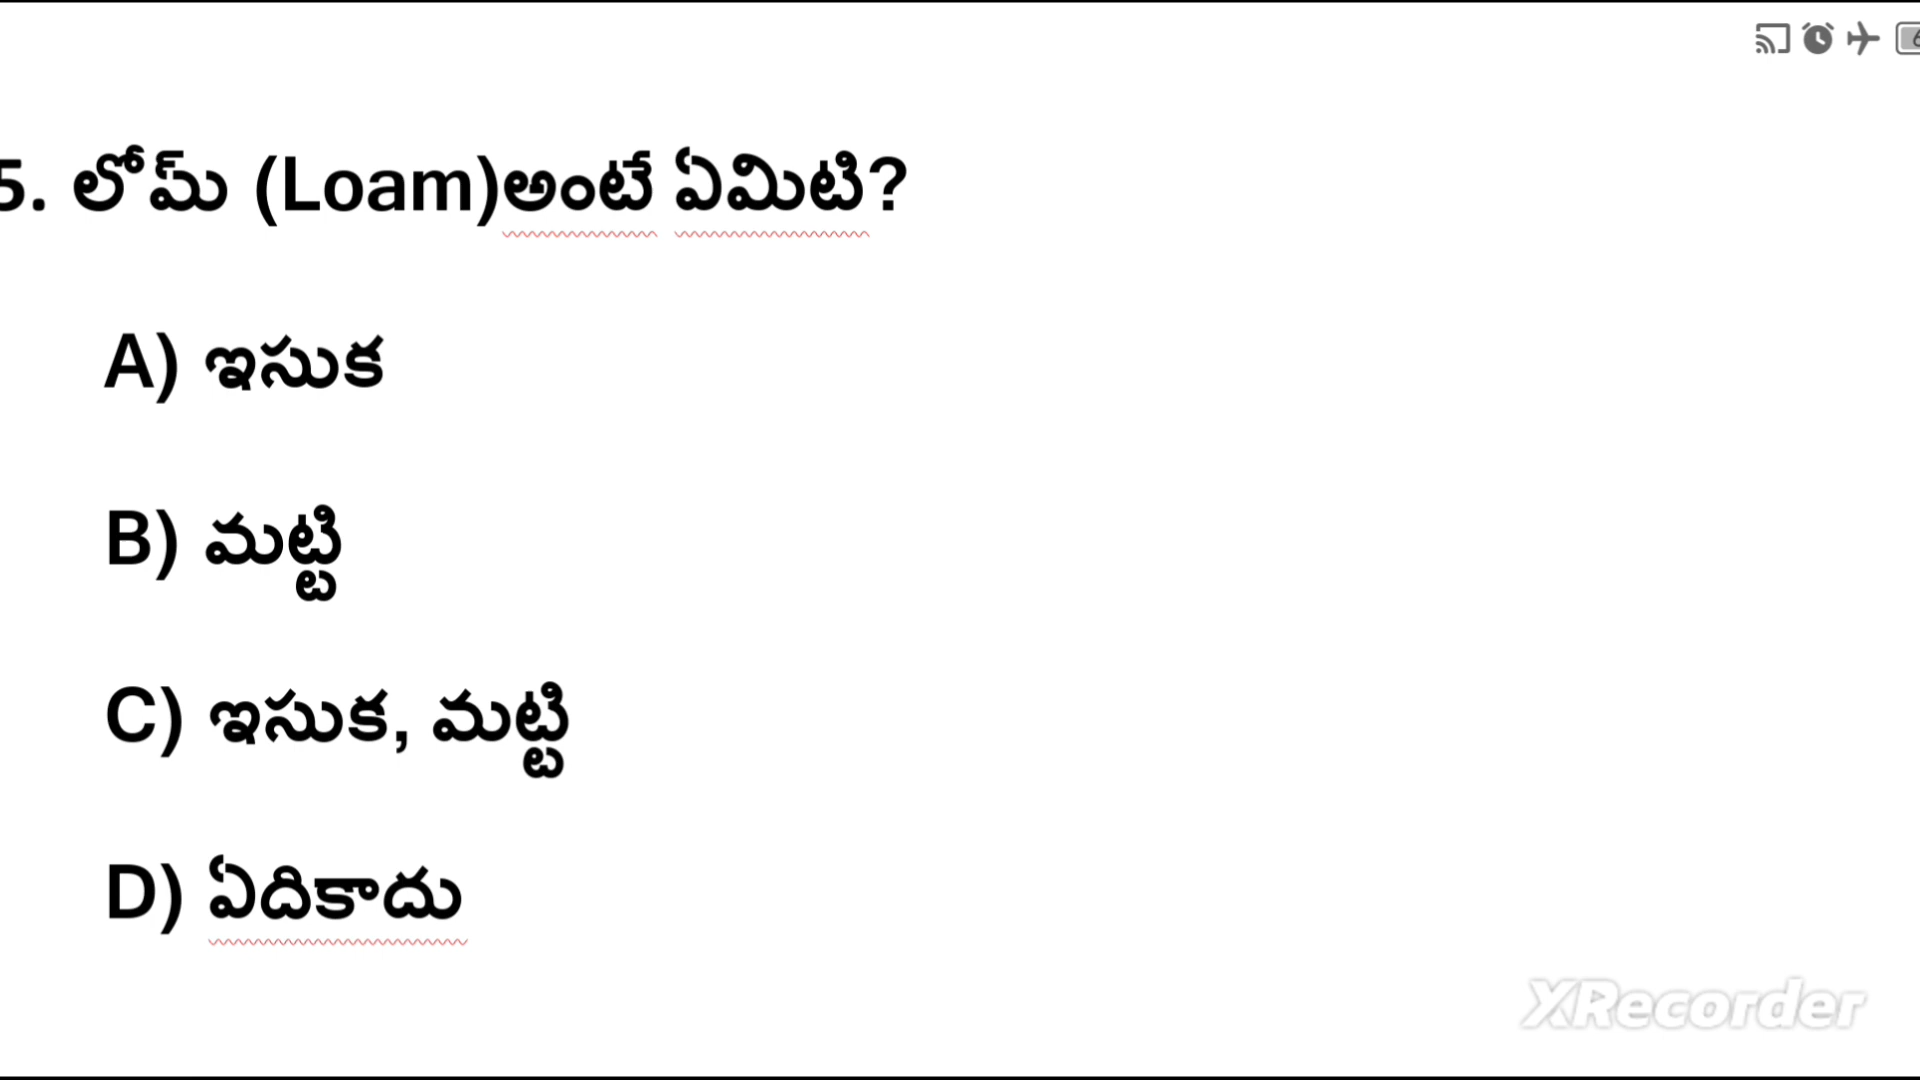 5. లోమ్ (Loam)అంటే ఏమిటి?
A) ఇసుక
B) మట్టి
C) ఇసుక, మట్టి
D) ఏదికాదు
XRecorder